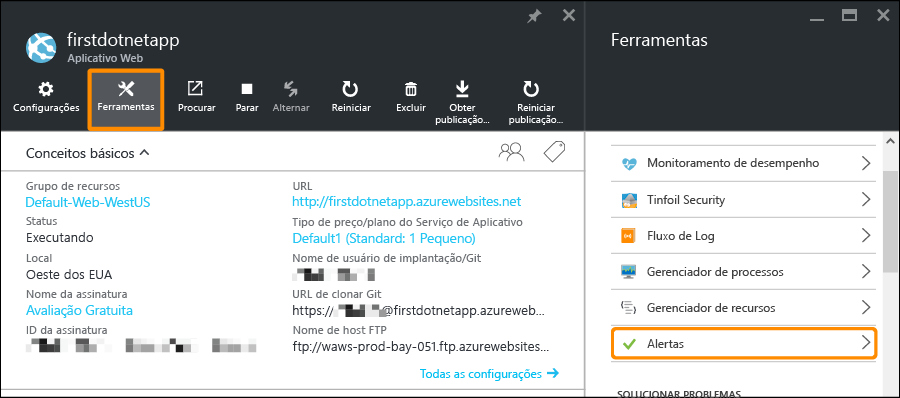 firstdotnetapp
Aplicativo Web
Configurações
Ferramentas
Procurar
Parar
Alternar
Reiniciar
Excluir
Obter
publicação...
Reiniciar
publicação...
Conceitos básicos
Grupo de recursos
Default-Web-WestUS
Status
Executando
Local
Oeste dos EUA
Nome da assinatura
Avaliação Gratuita
ID da assinatura
URL
http://firstdotnetapp.azurewebsites.net
Tipo de preço/plano do Serviço de Aplicativo
Default1 (Standard: 1 Pequeno)
Nome de usuário de implantação/Git
URL de clonar Git
https:// @firstdotnetapp.azureweb...
Nome de host FTP
ftp://waws-prod-bay-051.ftp.azurewebsites...
Todas as configurações
Ferramentas
Monitoramento de desempenho
Tinfoil Security
Fluxo de Log
Gerenciador de processos
Gerenciador de recursos
Alertas
SOLUCIONAR PROBLEMAS